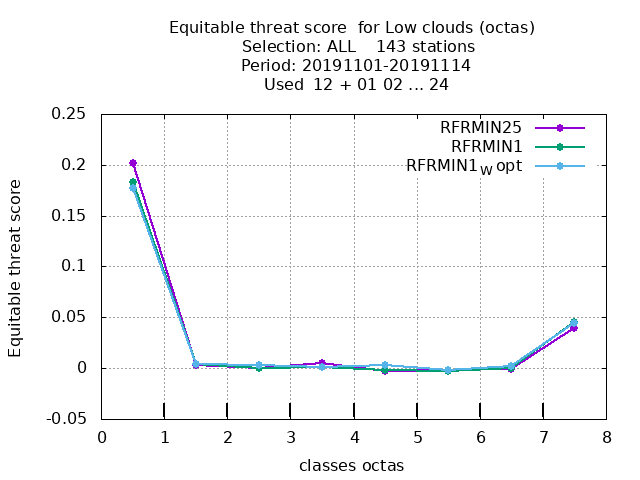 Equitable threat score  for Low clouds (octas)
Selection: ALL    143 stations
Period: 20191101-20191114
Used  12 + 01 02 ... 24
RFRMIN25
RFRMIN1
RFRMIN1W opt
Equitable threat score
0.25
0.2
0.15
0.1
0.05
0
-0.05
0 1 2 3 4 5 6 7 8
classes octas